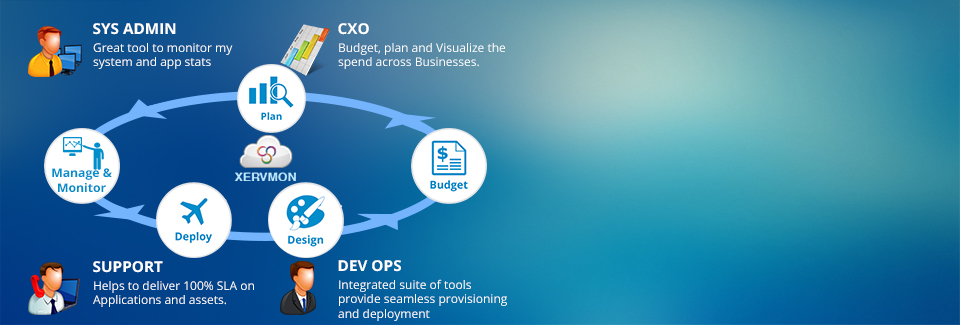 SYS ADMIN
Great tool to monitor my
system and app stats
CXO
Budget, plan and Visualize the
spend across Businesses.
Plan
XERVMON
Manage &
Monitor
Budget
Deploy
Design
SUPPORT
Helps to deliver 100% SLA on
Applications and assets.
DEV OPS
Integrated suite of tools
provide seamless provisioning
and deployment